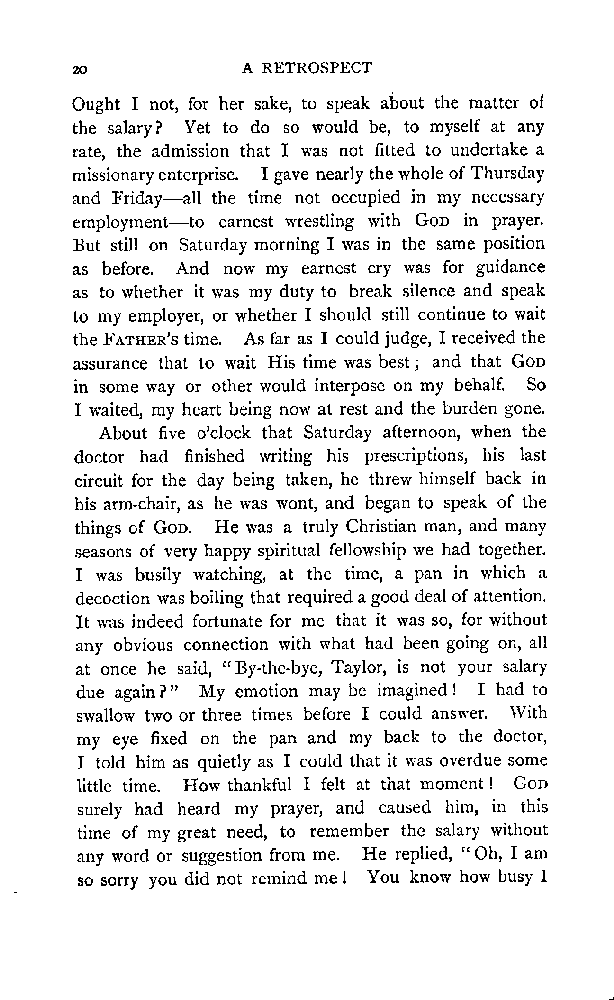 20 A RETROSPECT
Ought I not, for her sake, to speak about the matter of
the salary? Yet to do so would be, to myself at any
rate, the admission that I was not fitted to undertake a
missionary enterprise. I gave nearly the whole of Thursday
and Friday—all the time not occupied in my necessary
employment—to earnest wrestling with GOD in prayer.
But still on Saturday morning I was in the same position
as before. And now my earnest cry was for guidance
as to whether it was my duty to break silence and speak
to my employer, or whether I should still continue to wait
the FATHER'S time. As far as I could judge, I received the
assurance that to wait His time was best; and that GOD
in some way or other would interpose on my behalf. So
I waited, my heart being now at rest and the burden gone.
About five o'clock that Saturday afternoon, when the
doctor had finished writing his prescriptions, his last
circuit for the day being taken, he threw himself back in
his arm-chair, as he was wont, and began to speak of the
things of GOD. He was a truly Christian man, and many
seasons of very happy spiritual fellowship we had together.
I was busily watching, at the time, a pan in which a
decoction was boiling that required a good deal of attention.
It was indeed fortunate for me that it was so, for without
any obvious connection with what had been going on, all
at once he said, "By-the-bye, Taylor, is not your salary
due again?" My emotion may be imagined! I had to
swallow two or three times before I could answer. With
my eye fixed on the pan and my back to the doctor,
I told him as quietly as I could that it was overdue some
little time. How thankful I felt at that moment! GOD
surely had heard my prayer, and caused him, in this
time of my great need, to remember the salary without
any word or suggestion from me. He replied, "Oh, I am
so sorry you did not remind me! You know how busy I